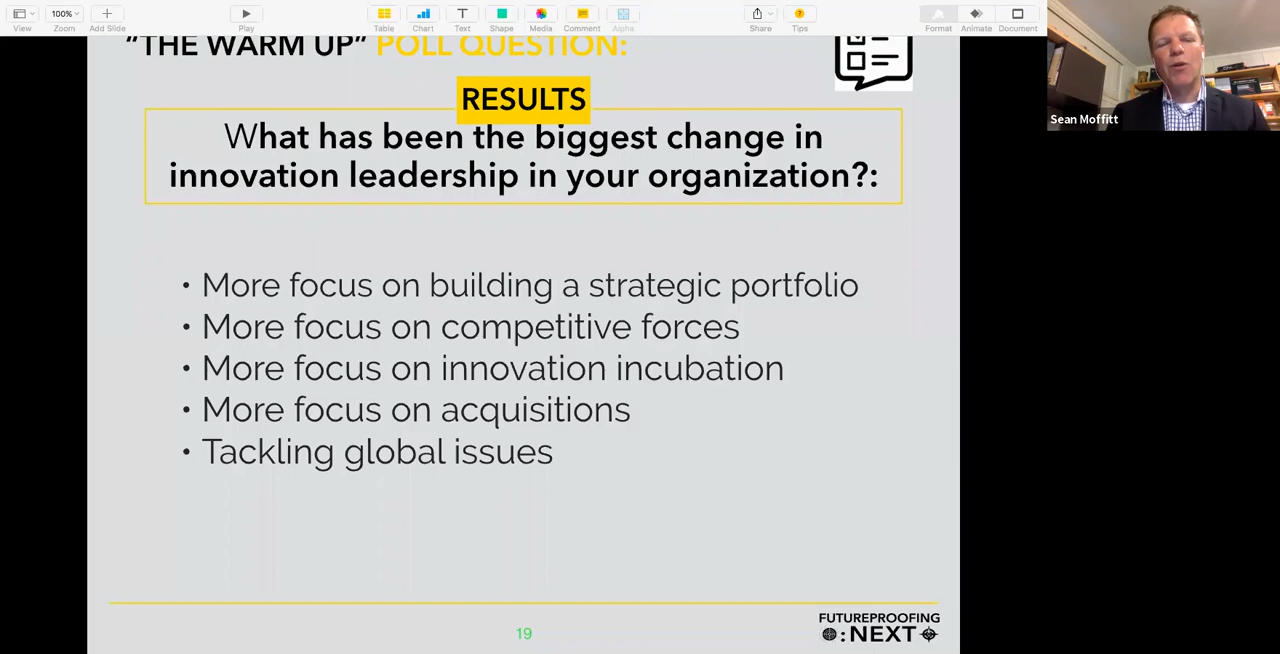 View
100%
Zoom
Add Slide
Play
Table
Chart
Text
Shape
Media
Comment
Alpha
Share
Tips
Format
Animate
Document
"THE WARM UP" POLL QUESTION:
RESULTS
What has been the biggest change in
innovation leadership in your organization?:
• More focus on building a strategic portfolio
• More focus on competitive forces
• More focus on innovation incubation
• More focus on acquisitions
• Tackling global issues
19
FUTUREPROOFING
:NEXT
Sean Moffitt